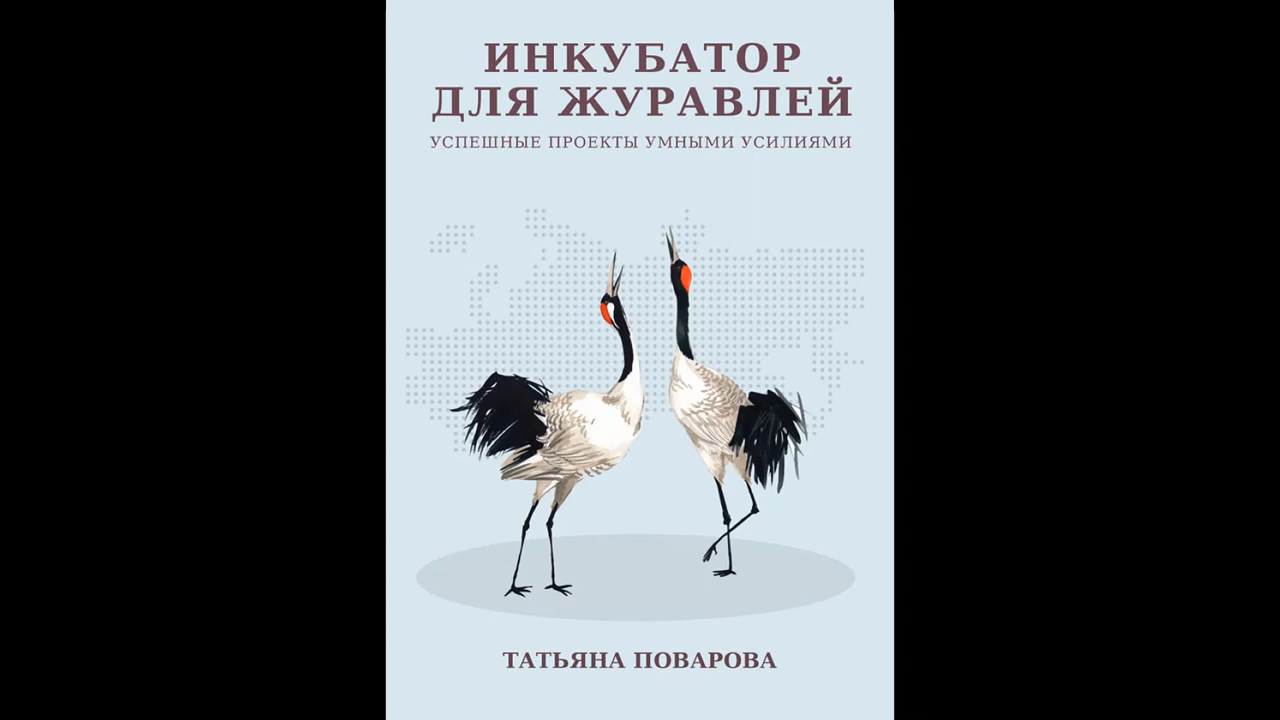 ИНКУБАТОР
ДЛЯ ЖУРАВЛЕЙ
УСПЕШНЫЕ ПРОЕКТЫ УМНЫМИ УСИЛИЯМИ
ТАТЬЯНА ПОВАРОВА